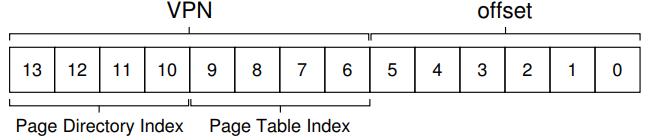 VPN offset
13 12 11 10 9 8 7 6 5 4 3 2 1 0
Page Directory Index Page Table Index